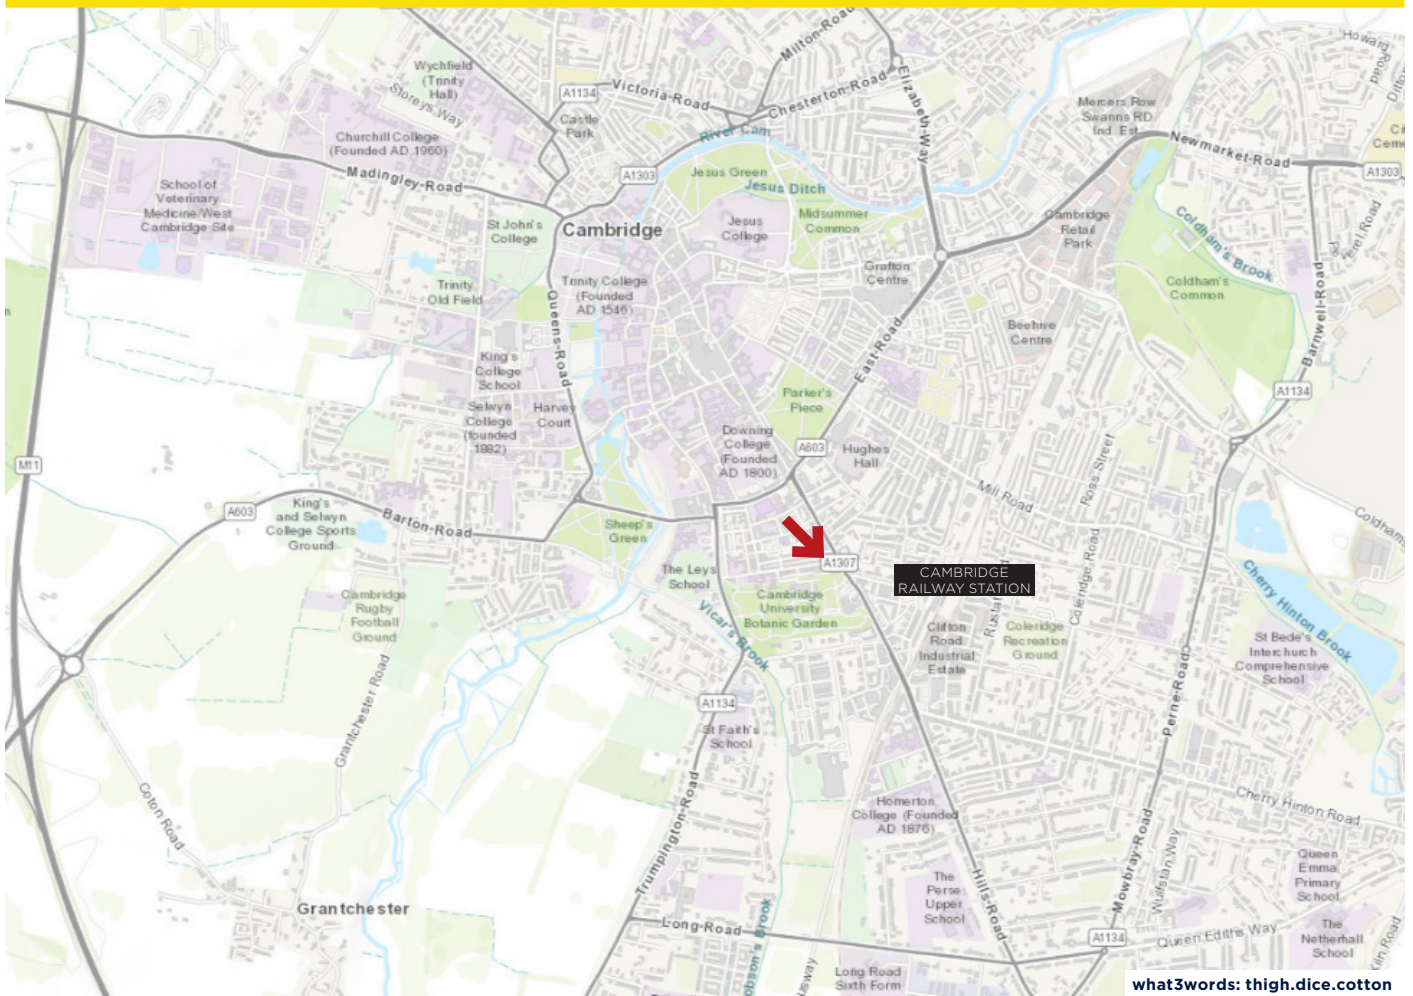 Milton-Road
Howard
Road
Wychfield
(Trinity
Hall)
Storeys-Way
A1134
Victoria-Road
Chesterton-Road
Elizabeth-Way
Castle
Park
River Cam
Mercers Row
Swanns RD
Ind. Est.
Newmarket-Road
A1303
Churchill College
(Founded AD 1960)
Madingley-Road
A1303
Jesus Green
Jesus Ditch
School of
Veterinary
Medicine/West
Cambridge Site
St John's
College
Cambridge
Jesus
College
Midsummer
Common
Cambridge
Retail
Park
Coldham's Brook
Barnwell-Road
Trinity
Old Field
Trinity College
(Founded
AD 1546)
Queens-Road
Grafton
Centre
Coldham's
Common
Beehive
Centre
East-Road
King's
College
School
Selwyn
College
(founded
1882)
Harvey
Court
Parker's
Piece
A1134
Downing
College
(Founded
AD 1800)
A603
Hughes
Hall
M11
Mill Road
Ross Street
A603
King's
and Selwyn
College Sports
Ground
Barton-Road
Sheep's
Green
A1307
CAMBRIDGE
RAILWAY STATION
Coleridge Road
The Leys
School
Cambridge
University
Botanic Garden
Cambridge
Rugby
Football
Ground
Vicar's Brook
Clifton
Road
Industrial
Estate
Coleridge
Recreation
Ground
Cherry Hinton Brook
St Bede's
Interchurch
Comprehensive
School
Grantchester Road
A1134
St Faith's
School
Perne-Road
Coton Road
Trumpington-Road
Homerton
College (Founded
AD 1876)
Cherry Hinton Road
Mowbray-Road
Wulfstan Way
Queen
Emma
Primary
School
The
Perse
Upper
School
Hills-Road
Grantchester
Long-Road
A1134
Queen Ediths Way
The
Netherhall
School
Long Road
Sixth Form
what3words: thigh.dice.cotton